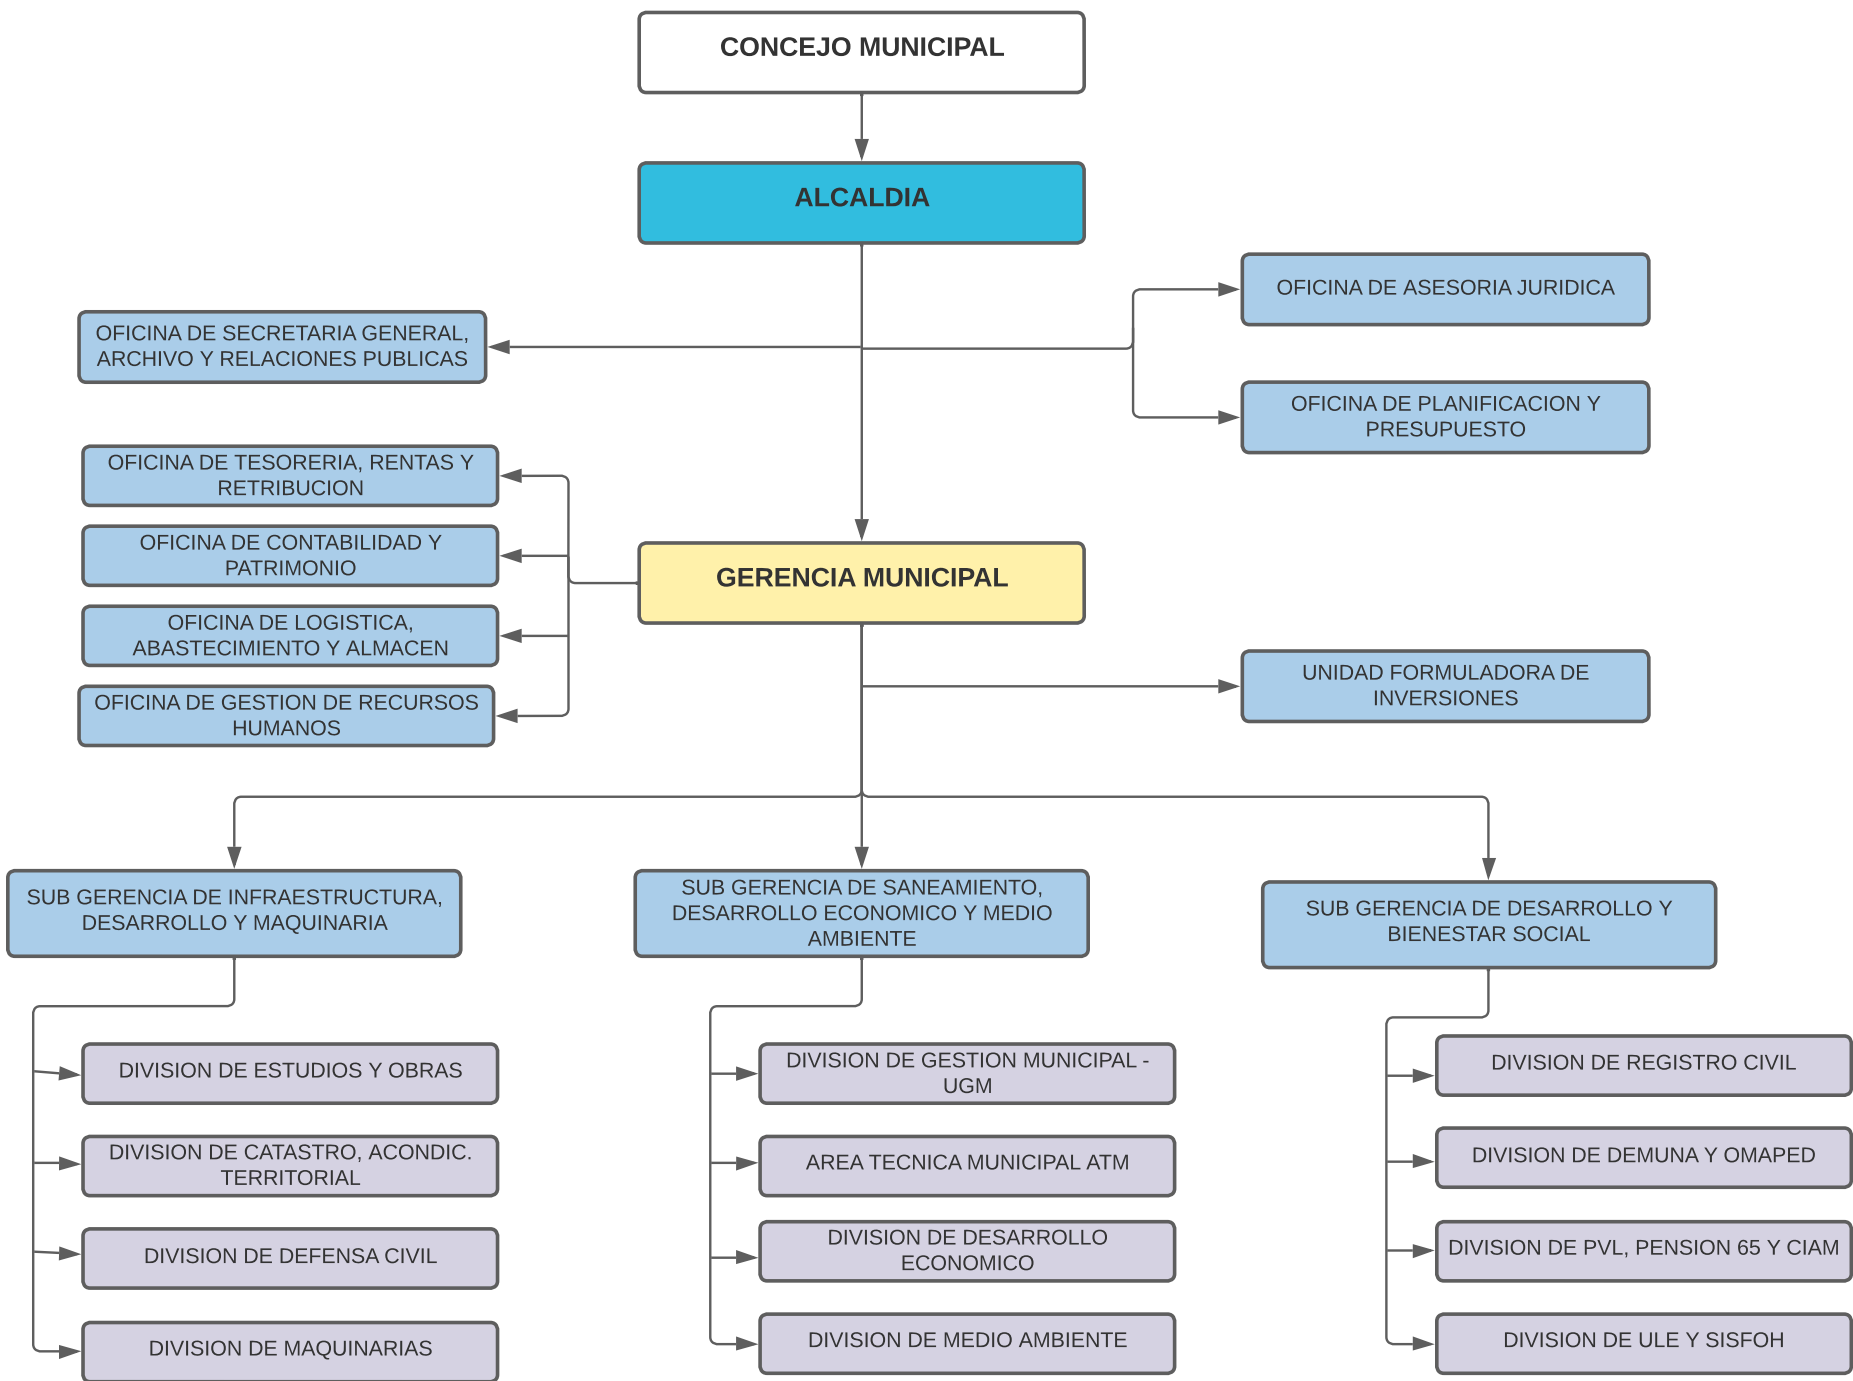 CONCEJO MUNICIPAL
ALCALDIA
OFICINA DE ASESORIA JURIDICA
OFICINA DE SECRETARIA GENERAL,
ARCHIVO Y RELACIONES PUBLICAS
OFICINA DE PLANIFICACION Y
PRESUPUESTO
OFICINA DE TESORERIA, RENTAS Y
RETRIBUCION
OFICINA DE CONTABILIDAD Y
PATRIMONIO
OFICINA DE LOGISTICA,
ABASTECIMIENTO Y ALMACEN
OFICINA DE GESTION DE RECURSOS
HUMANOS
GERENCIA MUNICIPAL
UNIDAD FORMULADORA DE
INVERSIONES
SUB GERENCIA DE INFRAESTRUCTURA,
DESARROLLO Y MAQUINARIA
DIVISION DE ESTUDIOS Y OBRAS
DIVISION DE CATASTRO, ACONDIC.
TERRITORIAL
DIVISION DE DEFENSA CIVIL
DIVISION DE MAQUINARIAS
SUB GERENCIA DE SANEAMIENTO,
DESARROLLO ECONOMICO Y MEDIO
AMBIENTE
DIVISION DE GESTION MUNICIPAL -
UGM
AREA TECNICA MUNICIPAL ATM
DIVISION DE DESARROLLO
ECONOMICO
DIVISION DE MEDIO AMBIENTE
SUB GERENCIA DE DESARROLLO Y
BIENESTAR SOCIAL
DIVISION DE REGISTRO CIVIL
DIVISION DE DEMUNA Y OMAPED
DIVISION DE PVL, PENSION 65 Y CIAM
DIVISION DE ULE Y SISFOH